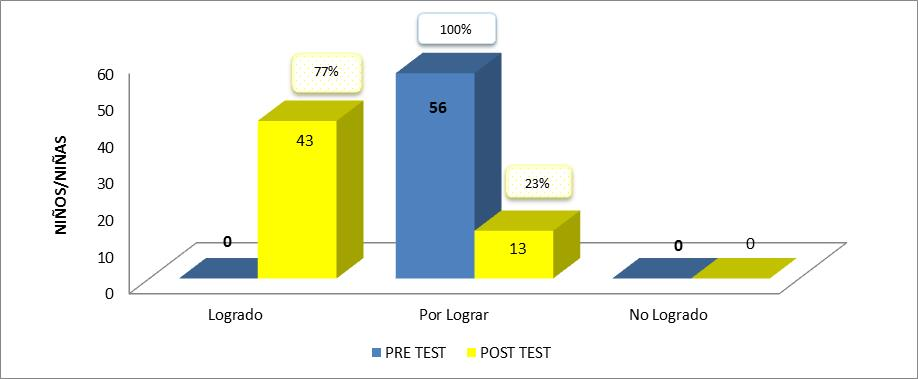 100%
77%
60
50
40
30
20
10
0
NIÑOS/NIÑAS
0
43
56
23%
13
0
0
Logrado
Por Lograr
No Logrado
PRE TEST
POST TEST